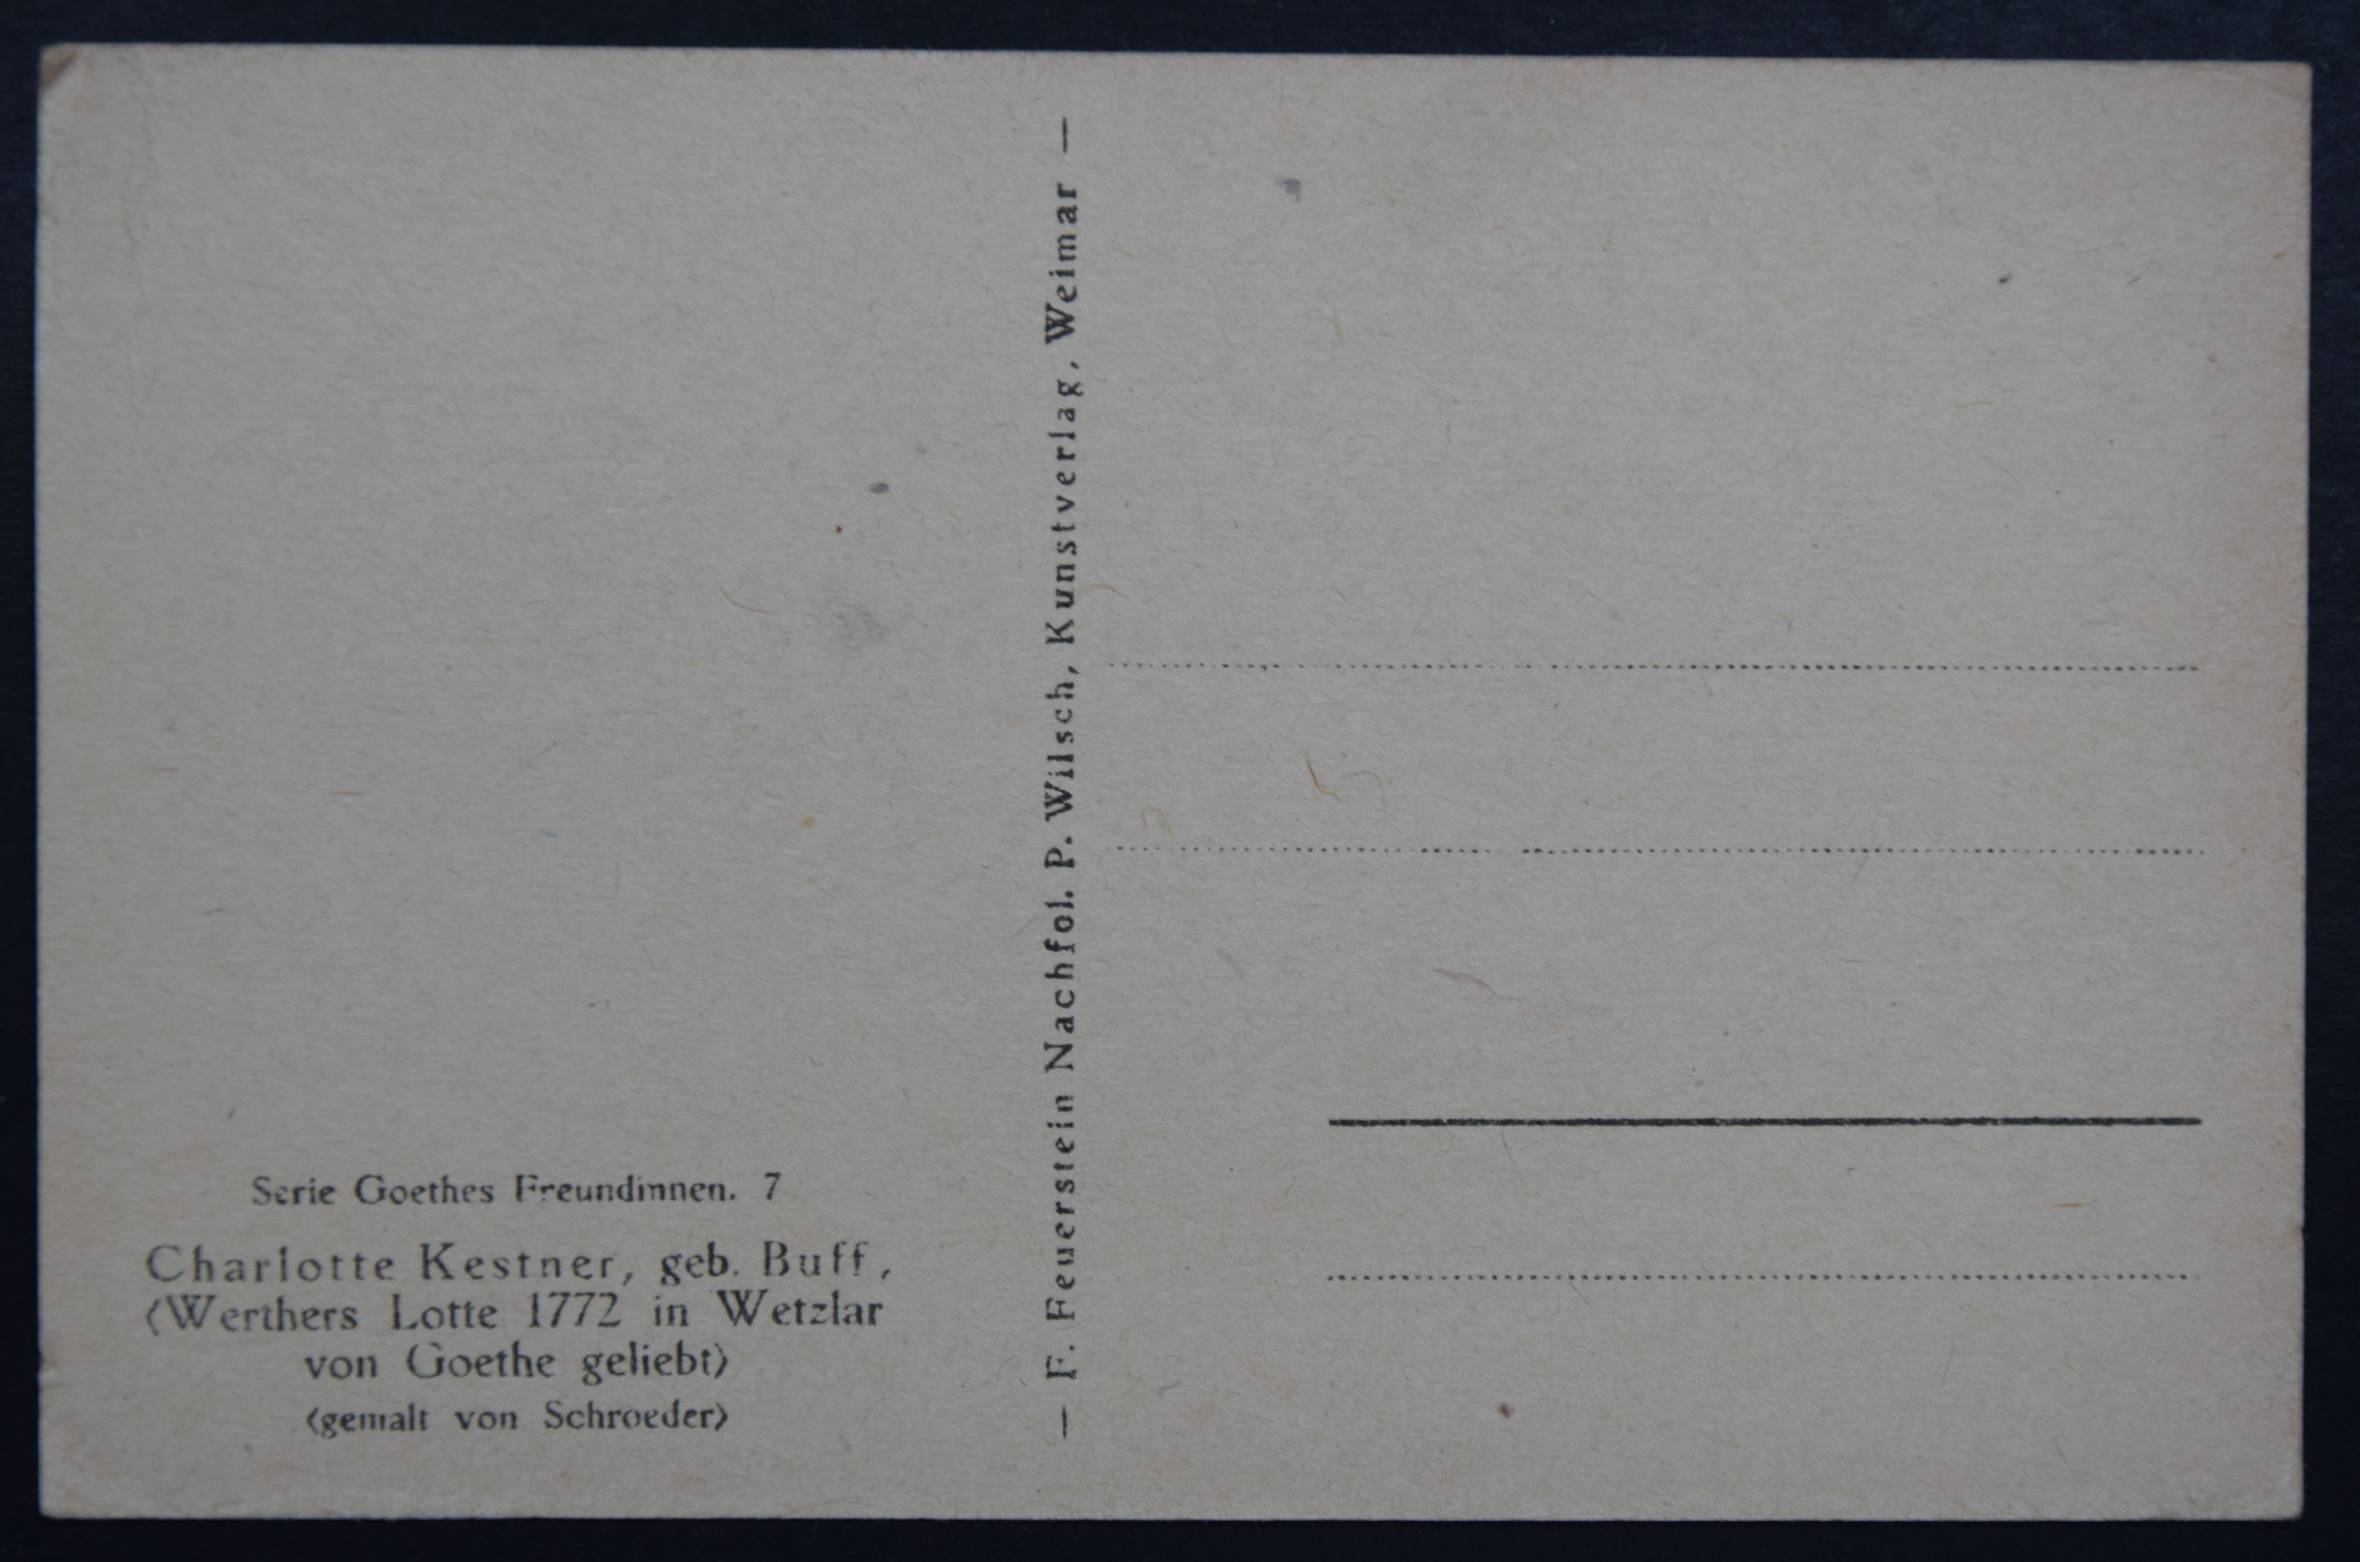 Serie Goethes Freundinnen. 7
Charlotte Kestner, geb. Buff,
(Werthers Lotte 1772 in Wetzlar
von Goethe geliebt)
(gemalt von Schroeder)
— F. Feuerstein Nachfol. P. Wilsch, Kunstverlag, Weimar —